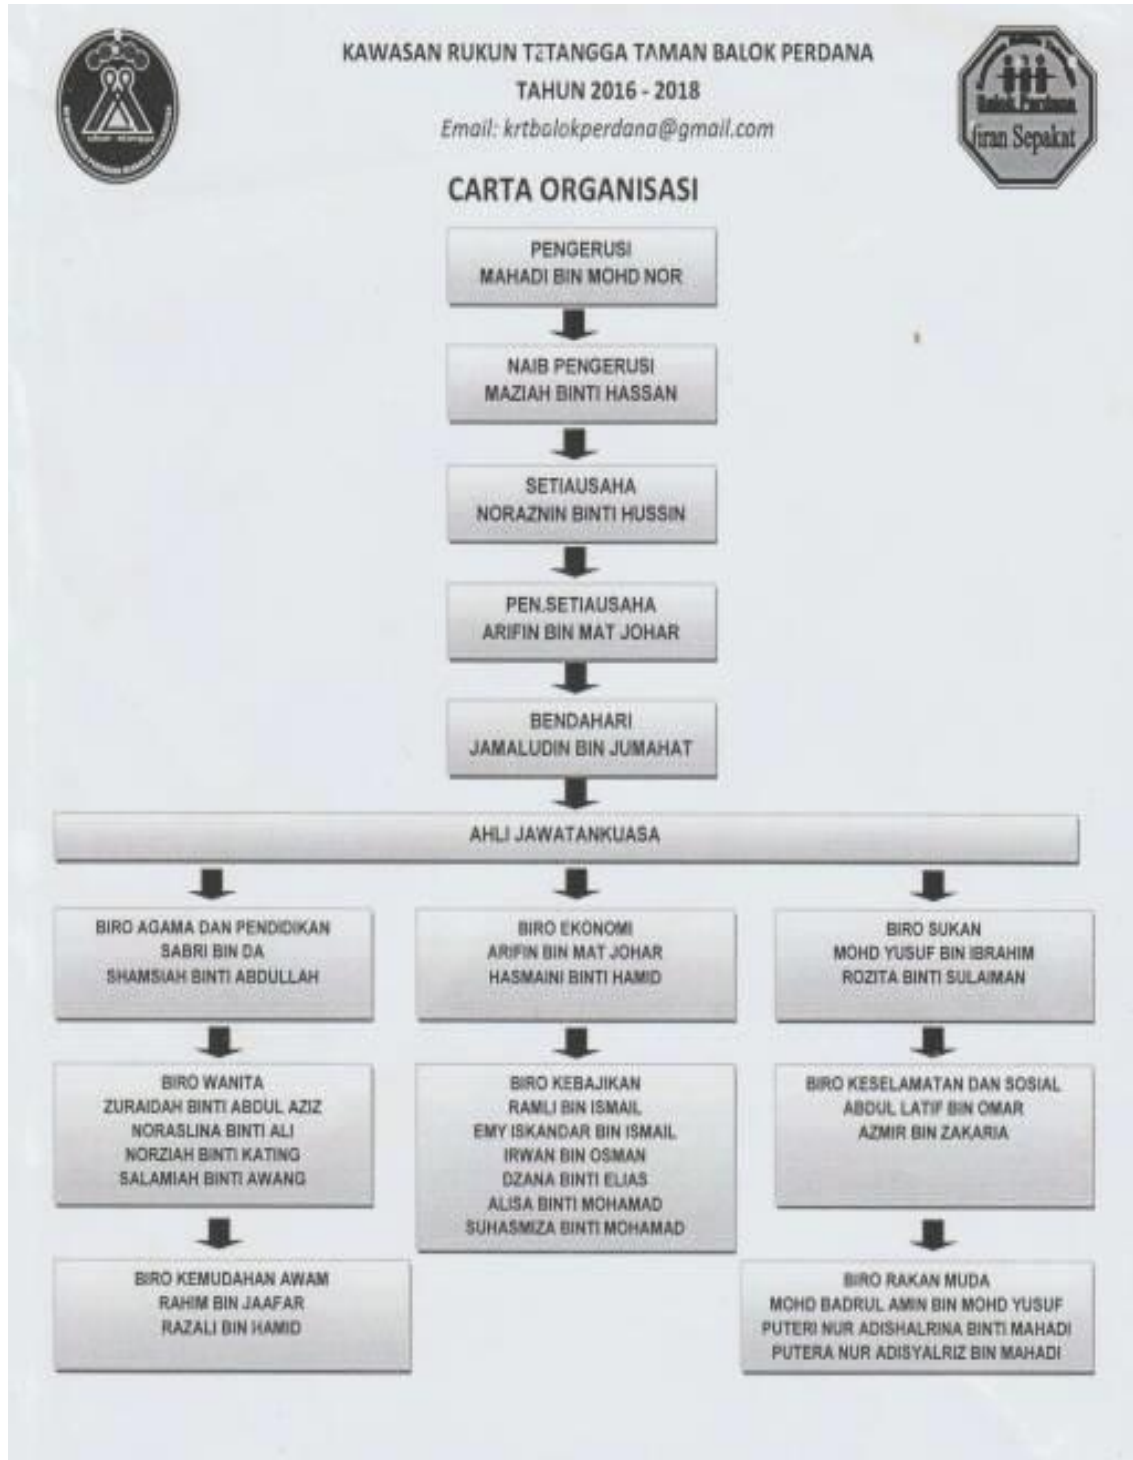 KAWASAN RUKUN TETANGGA TAMAN BALOK PERDANA
TAHUN 2016 - 2018
Email: krtbalokperdana@gmail.com
Balok Perdana
Jiran Sepakat
CARTA ORGANISASI
PENGERUSI
MAHADI BIN MOHD NOR
NAIB PENGERUSI
MAZIAH BINTI HASSAN
SETIAUSAHA
NORAZNIN BINTI HUSSIN
PEN.SETIAUSAHA
ARIFIN BIN MAT JOHAR
BENDAHARI
JAMALUDIN BIN JUMAHAT
AHLI JAWATANKUASA
BIRO AGAMA DAN PENDIDIKAN
SABRI BIN DA
SHAMSIAH BINTI ABDULLAH
BIRO EKONOMI
ARIFIN BIN MAT JOHAR
HASMAINI BINTI HAMID
BIRO SUKAN
MOHD YUSUF BIN IBRAHIM
ROZITA BINTI SULAIMAN
BIRO WANITA
ZURAIDAH BINTI ABDUL AZIZ
NORASLINA BINTI ALI
NORZIAH BINTI KATING
SALAMIAH BINTI AWANG
BIRO KEBAJIKAN
RAMLI BIN ISMAIL
EMY ISKANDAR BIN ISMAIL
IRWAN BIN OSMAN
DZANA BINTI ELIAS
ALISA BINTI MOHAMAD
SUHASMIZA BINTI MOHAMAD
BIRO KESELAMATAN DAN SOSIAL
ABDUL LATIF BIN OMAR
AZMIR BIN ZAKARIA
BIRO KEMUDAHAN AWAM
RAHIM BIN JAAFAR
RAZALI BIN HAMID
BIRO RAKAN MUDA
MOHD BADRUL AMIN BIN MOHD YUSUF
PUTERI NUR ADISHALRINA BINTI MAHADI
PUTERA NUR ADISYALRIZ BIN MAHADI